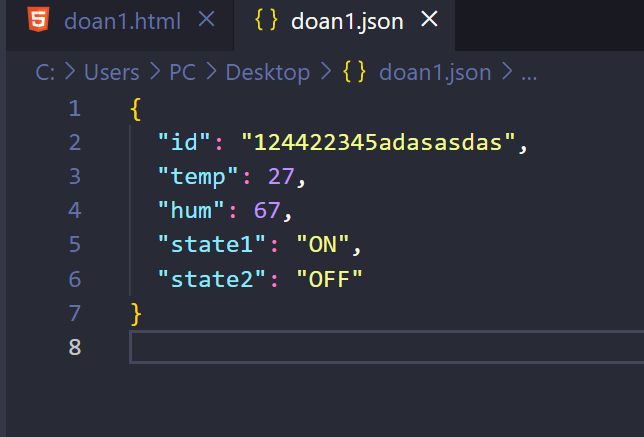 doan1.html
{ } doan1.json
C: > Users > PC > Desktop > { } doan1.json > ...
1 {
2 "id": "124422345adasasdas",
3 "temp": 27,
4 "hum": 67,
5 "state1": "ON",
6 "state2": "OFF"
7 }
8